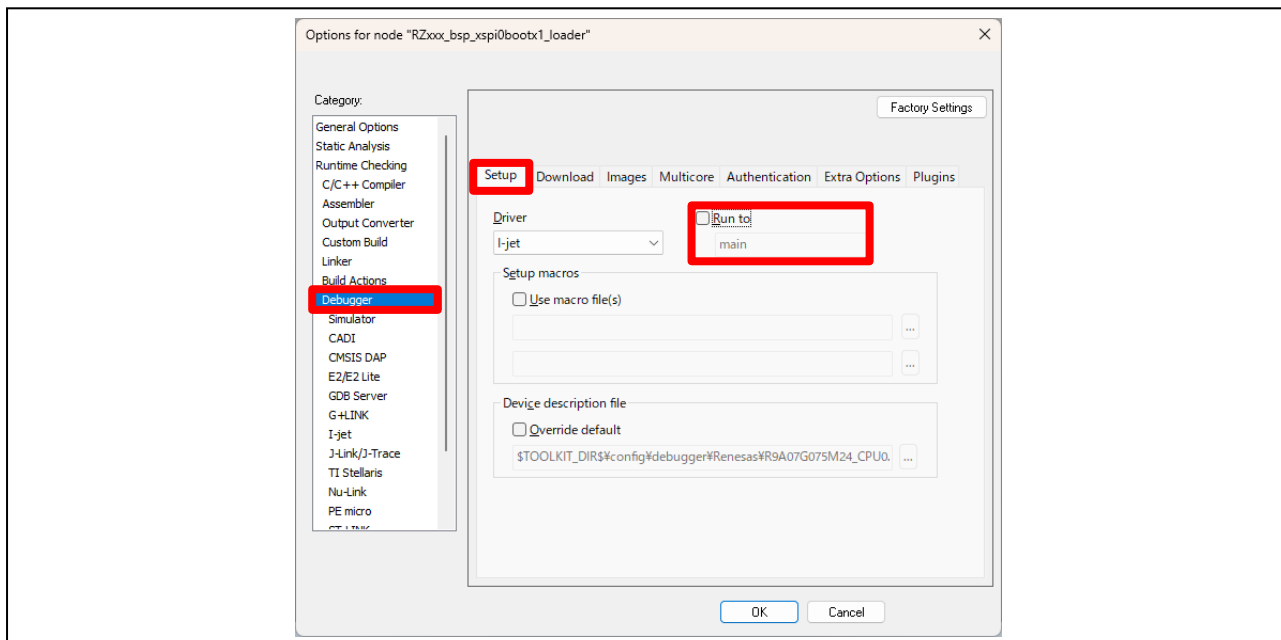 Options for node "RZxxx_bsp_xspi0bootx1_loader"
Category:
Factory Settings
General Options
Static Analysis
Runtime Checking
C/C++ Compiler
Assembler
Output Converter
Custom Build
Linker
Build Actions
Debugger
Simulator
CADI
CMSIS DAP
E2/E2 Lite
GDB Server
G+LINK
I-jet
J-Link/J-Trace
TI Stellaris
Nu-Link
PE micro
ST-LINK
Setup Download Images Multicore Authentication Extra Options Plugins
Driver
I-jet
Run to
main
Setup macros
Use macro file(s)
...
...
Device description file
Override default
$TOOLKIT_DIR$¥config¥debugger¥Renesas¥R9A07G075M24_CPU0.
...
OK Cancel